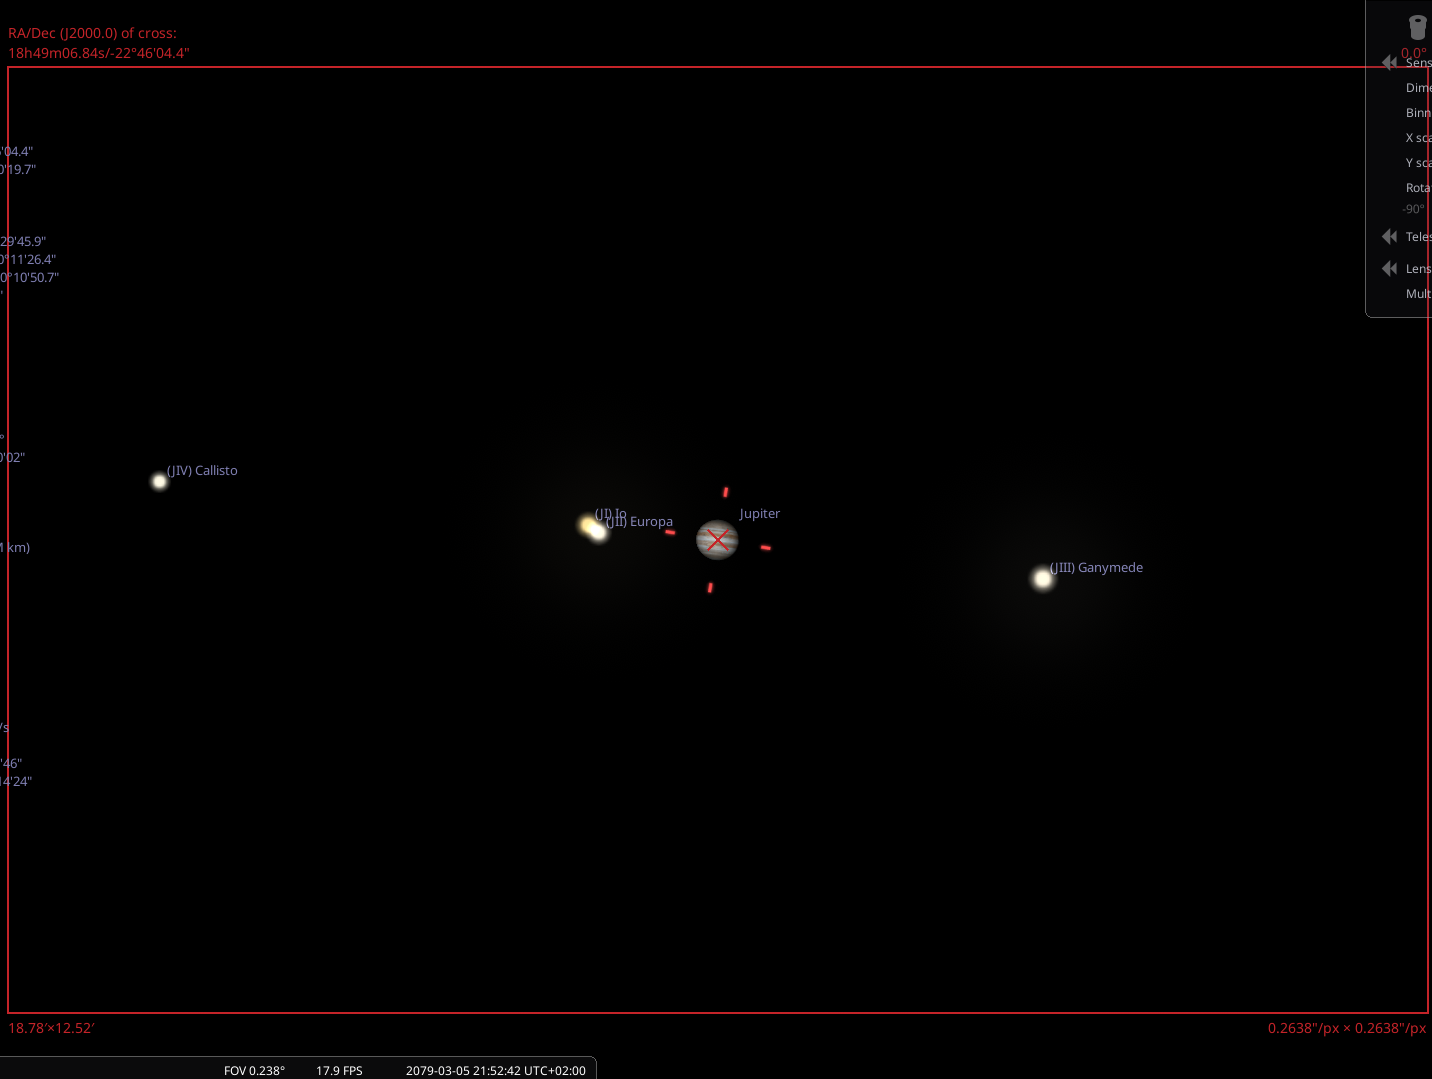 RA/Dec (J2000.0) of cross:
18h49m06.84s/-22°46'04.4"
0.0°
Sens
Dime
Binn
X sca
Y sca
Rota
-90°
Teles
Lens
Mult
'04.4"
0'19.7"
29'45.9"
0°11'26.4"
0°10'50.7"
'
°
0'02"
M km)
/s
'46"
14'24"
(JIV) Callisto
(JI) Io
(JII) Europa
Jupiter
(JIII) Ganymede
18.78′×12.52′
0.2638"/px × 0.2638"/px
FOV 0.238° 17.9 FPS 2079-03-05 21:52:42 UTC+02:00